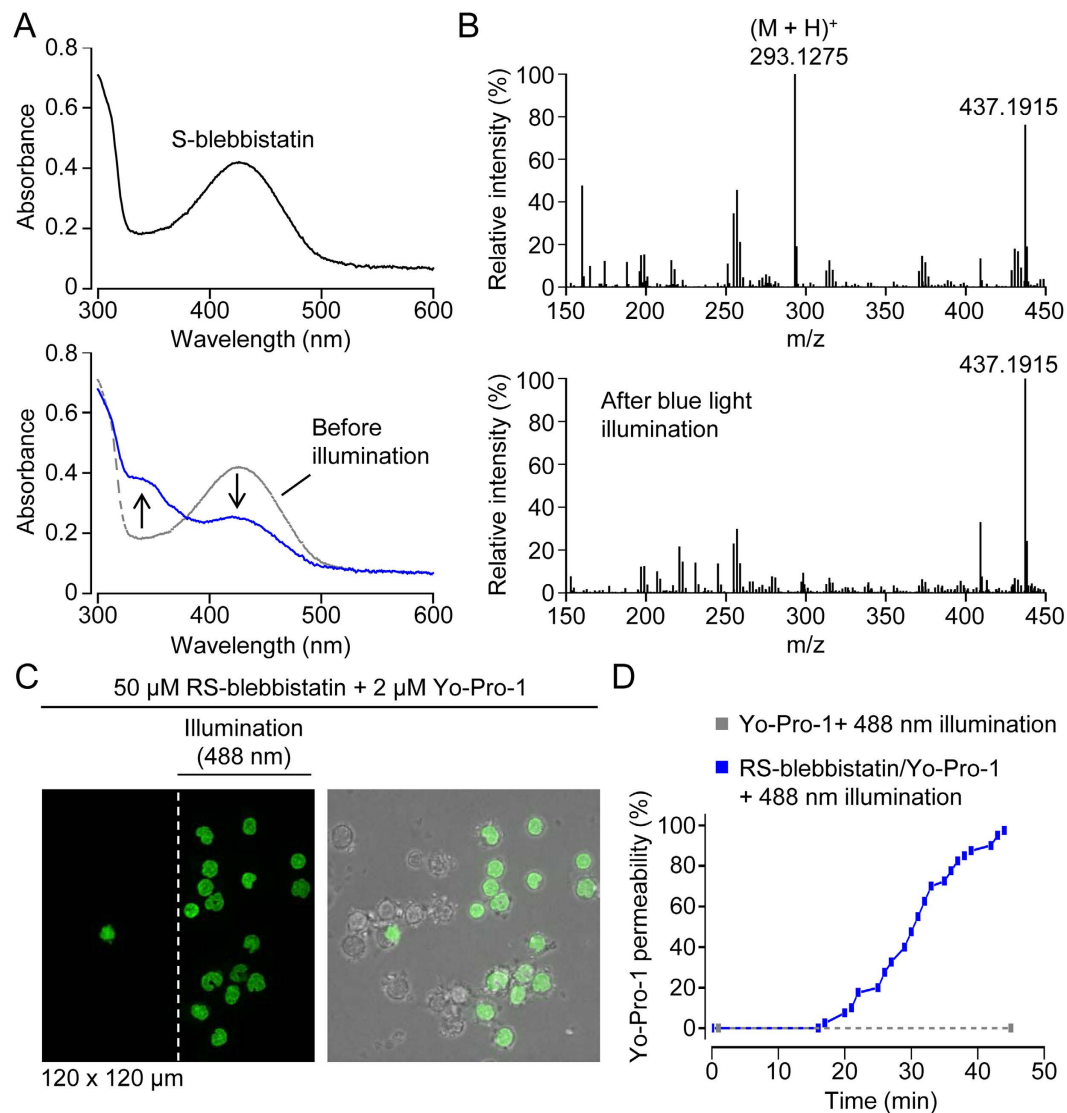 A
0.8
0.6
0.4
0.2
0
Absorbance
S-blebbistatin
300
400
500
600
Wavelength (nm)
0.8
0.6
0.4
0.2
0
Absorbance
Before
illumination
300
400
500
600
Wavelength (nm)
B
(M + H)+
293.1275
437.1915
100
80
60
40
20
0
Relative intensity (%)
150
200
250
300
350
400
450
m/z
437.1915
100
80
60
40
20
0
Relative intensity (%)
After blue light
illumination
150
200
250
300
350
400
450
m/z
C
50 µM RS-blebbistatin + 2 µM Yo-Pro-1
Illumination
(488 nm)
120 x 120 µm
D
Yo-Pro-1+ 488 nm illumination
RS-blebbistatin/Yo-Pro-1
+ 488 nm illumination
100
80
60
40
20
0
Yo-Pro-1 permeability (%)
0
10
20
30
40
50
Time (min)